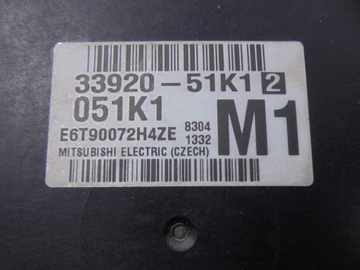 33920-51K1 2
051K1
E6T90072H4ZE 8304
1332
MITSUBISHI ELECTRIC (CZECH)
M1